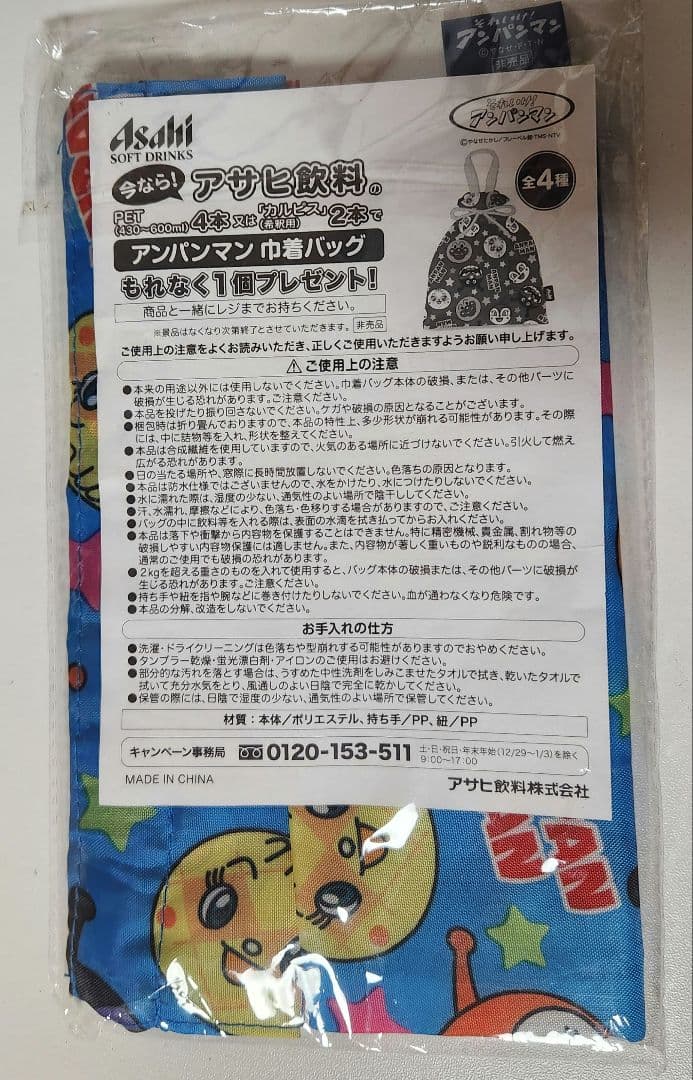 それいけ!
アンパンマン
©やなせ・F・T・N
非売品
Asahi
SOFT DRINKS
それいけ!
アンパンマン
©やなせたかし/フレーベル館・TMS・NTV
今なら!
アサヒ飲料の
PET(430〜600ml)4本又は「カルピス」(希釈用)2本で
アンパンマン 巾着バッグ
もれなく1個プレゼント!
全4種
商品と一緒にレジまでお持ちください。
※景品はなくなり次第終了とさせていただきます。 非売品
ご使用上の注意をよくお読みいただき、正しくご使用いただきますようお願い申し上げます。
⚠ご使用上の注意
●本来の用途以外には使用しないでください。巾着バッグ本体の破損、または、その他パーツに
破損が生じる恐れがあります。ご注意ください。
●本品を投げたり振り回さないでください。ケガや破損の原因となることがございます。
●梱包時は折り畳んでおりますので、本品の特性上、多少形状が崩れる可能性があります。その際
には、中に詰物等を入れ、形状を整えてください。
●本品は合成繊維を使用していますので、火気のある場所に近づけないでください。引火して燃え
広がる恐れがあります。
●日の当たる場所や、窓際に長時間放置しないでください。色落ちの原因となります。
●本品は防水仕様ではございませんので、水をかけたり、水につけたりしないでください。
●水に濡れた際は、湿度の少ない、通気性のよい場所で陰干ししてください。
●汗、水濡れ、摩擦などにより、色落ち・色移りする場合がありますので、ご注意ください。
●バッグの中に飲料等を入れる際は、表面の水滴を拭き払ってからお入れください。
●本品は落下や衝撃から内容物を保護することはできません。特に精密機械、貴金属、割れ物等の
破損しやすい内容物保護には適しません。また、内容物が著しく重いものや鋭利なものの場合、
通常のご使用でも破損の恐れがあります。
●2kgを超える重さのものを入れて使用すると、バッグ本体の破損または、その他パーツに破損が
生じる恐れがあります。ご注意ください。
●持ち手や紐を指や腕などに巻き付けたりしないでください。血が通わなくなり危険です。
●本品の分解、改造をしないでください。
お手入れの仕方
●洗濯・ドライクリーニングは色落ちや型崩れする可能性がありますのでおやめください。
●タンブラー乾燥・蛍光漂白剤・アイロンのご使用はお避けください。
●部分的な汚れを落とす場合は、うすめた中性洗剤をしみこませたタオルで拭き、乾いたタオルで
拭いて充分水気をとり、風通しのよい日陰で完全に乾かしてください。
●保管の際には、日陰で湿度の少ない、通気性のよい場所で保管してください。
材質:本体/ポリエステル、持ち手/PP、紐/PP
キャンペーン事務局 0120-153-511 土・日・祝日・年末年始(12/29〜1/3)を除く
9:00〜17:00
MADE IN CHINA
アサヒ飲料株式会社